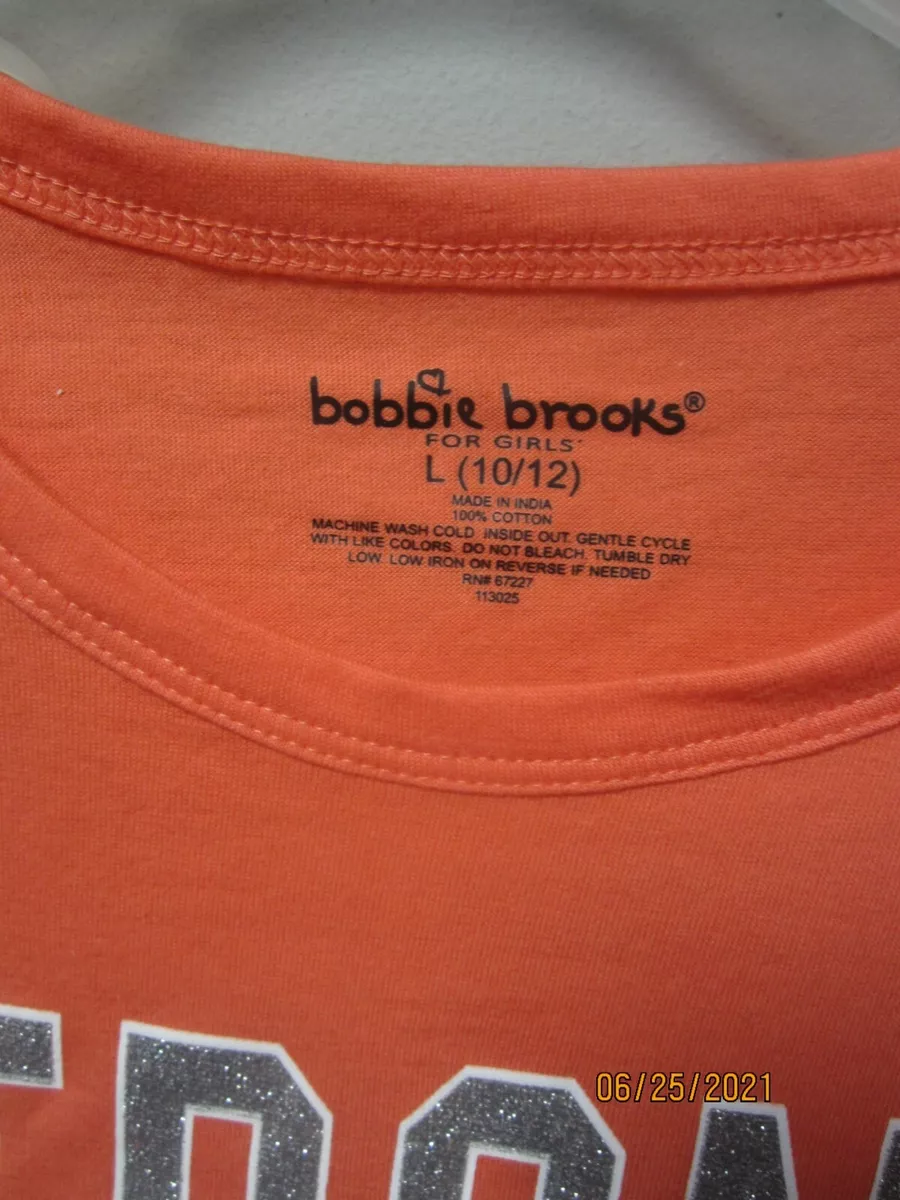 bobbie brooks®
FOR GIRLS
L (10/12)
MADE IN INDIA
100% COTTON
MACHINE WASH COLD INSIDE OUT. GENTLE CYCLE
WITH LIKE COLORS. DO NOT BLEACH. TUMBLE DRY
LOW. LOW IRON ON REVERSE IF NEEDED
RN# 67227
113025
06/25/2021